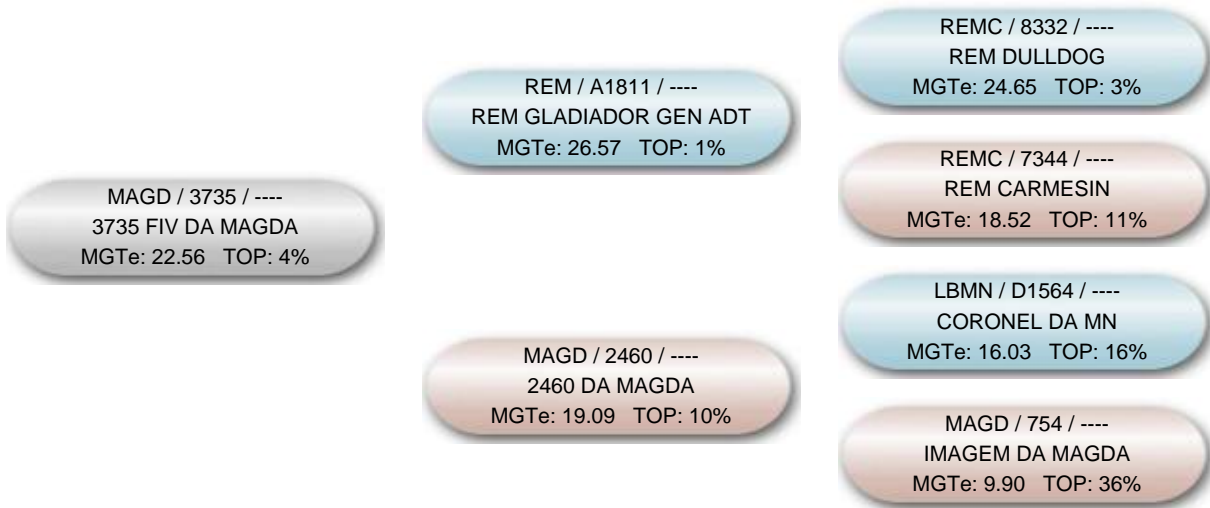 REMC / 8332 / ----
REM DULLDOG
MGTe: 24.65 TOP: 3%
REM / A1811 / ----
REM GLADIADOR GEN ADT
MGTe: 26.57 TOP: 1%
REMC / 7344 / ----
REM CARMESIN
MGTe: 18.52 TOP: 11%
MAGD / 3735 / ----
3735 FIV DA MAGDA
MGTe: 22.56 TOP: 4%
LBMN / D1564 / ----
CORONEL DA MN
MGTe: 16.03 TOP: 16%
MAGD / 2460 / ----
2460 DA MAGDA
MGTe: 19.09 TOP: 10%
MAGD / 754 / ----
IMAGEM DA MAGDA
MGTe: 9.90 TOP: 36%